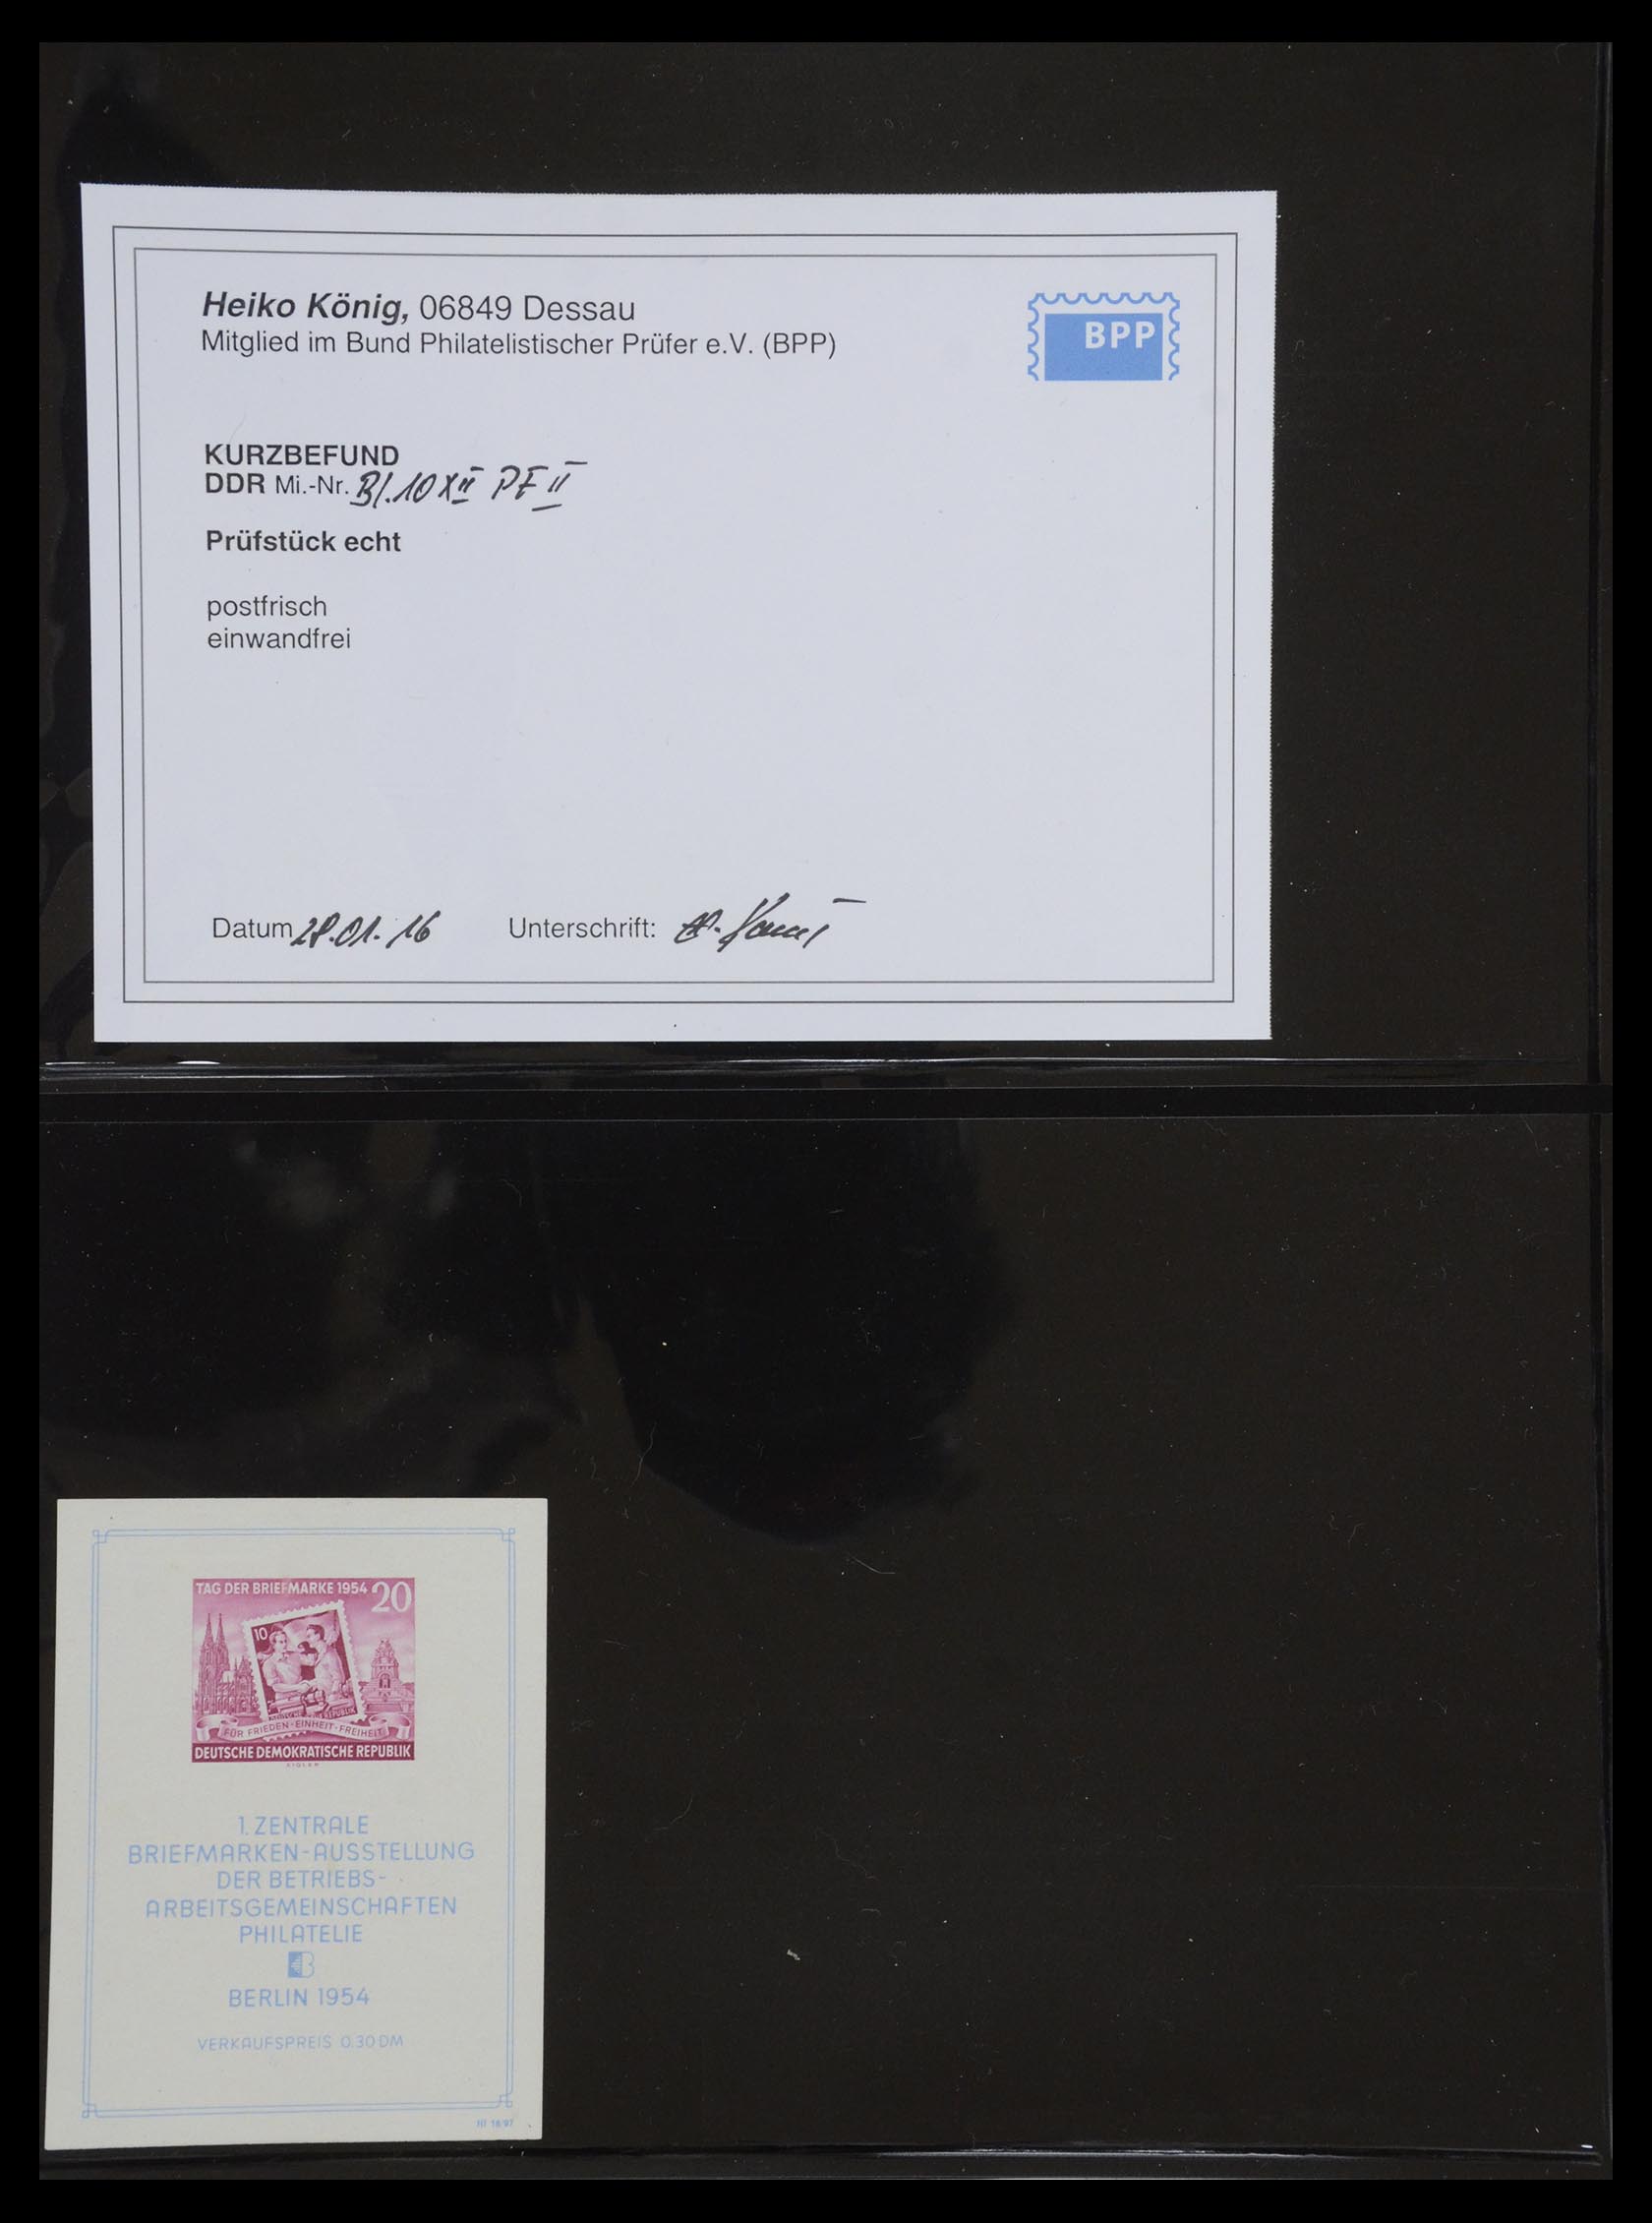 Heiko König, 06849 Dessau
Mitglied im Bund Philatelistischer Prüfer e.V. (BPP)
BPP
KURZBEFUND
DDR Mi.-Nr. Bl. 10 X II PF II
Prüfstück echt
postfrisch
einwandfrei
Datum 28.01.16 Unterschrift:
TAG DER BRIEFMARKE 1954 20
10
FÜR FRIEDEN · EINHEIT · FREIHEIT
DEUTSCHE DEMOKRATISCHE REPUBLIK
1. ZENTRALE
BRIEFMARKEN-AUSSTELLUNG
DER BETRIEBS-
ARBEITSGEMEINSCHAFTEN
PHILATELIE
BERLIN 1954
VERKAUFSPREIS 0.30 DM